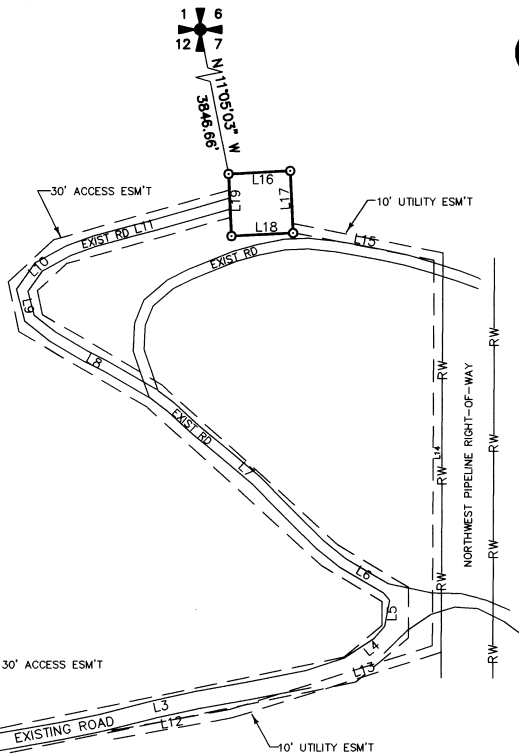 1 6
12 7
N 11°05'03" W
3846.66'
L16
30' ACCESS ESM'T
L19
L17
10' UTILITY ESM'T
EXIST RD L11
L18
L15
EXIST RD
L10
L9
RW
RW
L8
NORTHWEST PIPELINE RIGHT-OF-WAY
EXIST RD
RW
L14
RW
L7
RW
RW
L6
RW
L5
L4
30' ACCESS ESM'T
L13
RW
L3
EXISTING ROAD
L12
10' UTILITY ESM'T